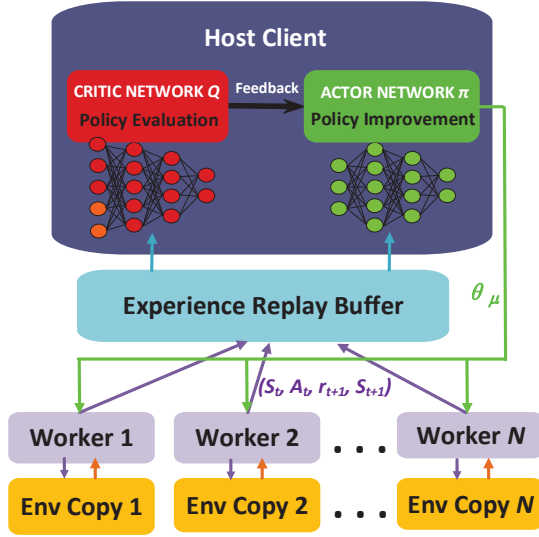 Host Client
CRITIC NETWORK Q
Policy Evaluation
Feedback
ACTOR NETWORK π
Policy Improvement
Experience Replay Buffer
θ μ
(Sₜ, Aₜ, rₜ₊₁, Sₜ₊₁)
Worker 1
Worker 2
. . .
Worker N
Env Copy 1
Env Copy 2
. . .
Env Copy N